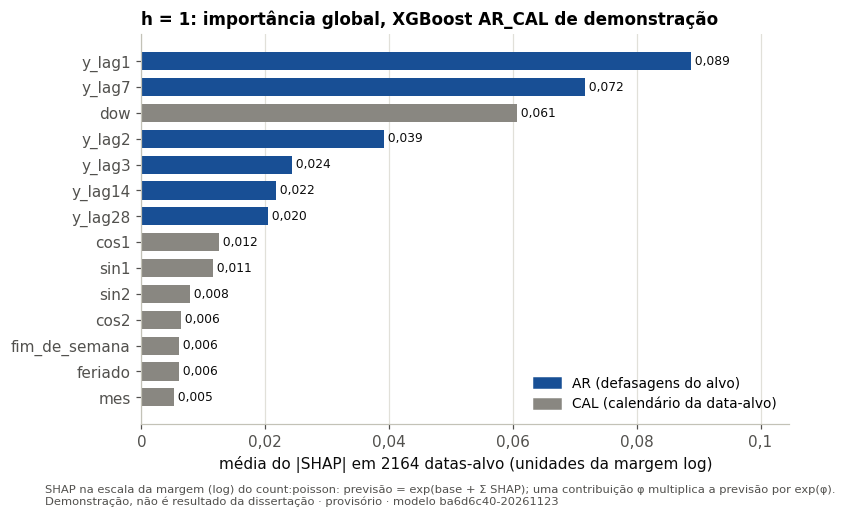 h = 1: importância global, XGBoost AR_CAL de demonstração
y_lag1 0,089
y_lag7 0,072
dow 0,061
y_lag2 0,039
y_lag3 0,024
y_lag14 0,022
y_lag28 0,020
cos1 0,012
sin1 0,011
sin2 0,008
cos2 0,006
fim_de_semana 0,006
feriado 0,006
mes 0,005
AR (defasagens do alvo)
CAL (calendário da data-alvo)
0 0,02 0,04 0,06 0,08 0,1
média do |SHAP| em 2164 datas-alvo (unidades da margem log)
SHAP na escala da margem (log) do count:poisson: previsão = exp(base + Σ SHAP); uma contribuição φ multiplica a previsão por exp(φ).
Demonstração, não é resultado da dissertação · provisório · modelo ba6d6c40-20261123